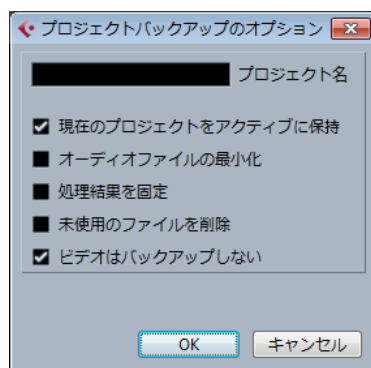 プロジェクトバックアップのオプション
プロジェクト名
現在のプロジェクトをアクティブに保持
オーディオファイルの最小化
処理結果を固定
未使用のファイルを削除
ビデオはバックアップしない
OK キャンセル